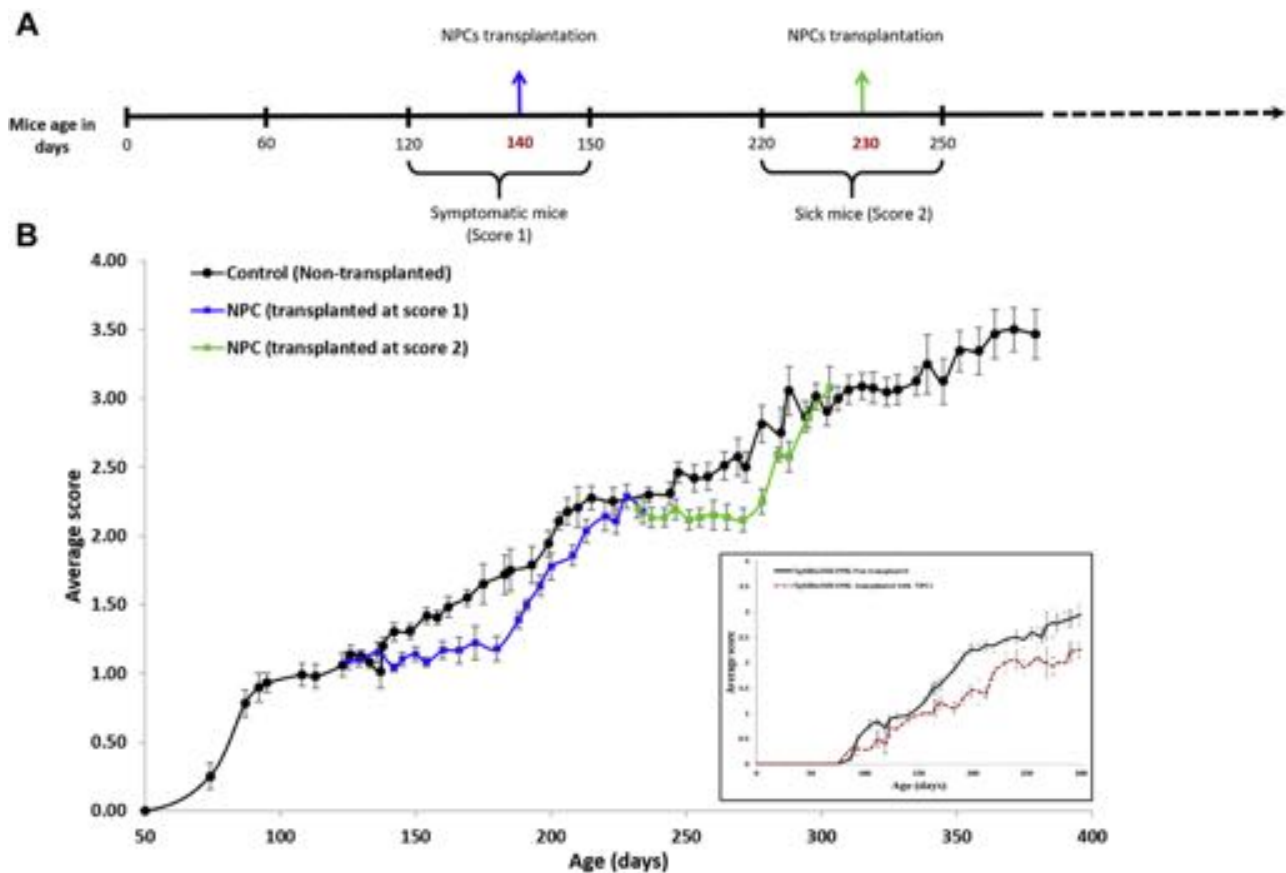 A
NPCs transplantation NPCs transplantation
Mice age in
days
0 60 120 140 150 220 230 250
Symptomatic mice
(Score 1)
Sick mice (Score 2)
B
4.00
3.50
3.00
2.50
2.00
1.50
1.00
0.50
0.00
Average score
Control (Non-transplanted)
NPC (transplanted at score 1)
NPC (transplanted at score 2)
50 100 150 200 250 300 350 400
Age (days)
Average score
0 50 100
Age (days)